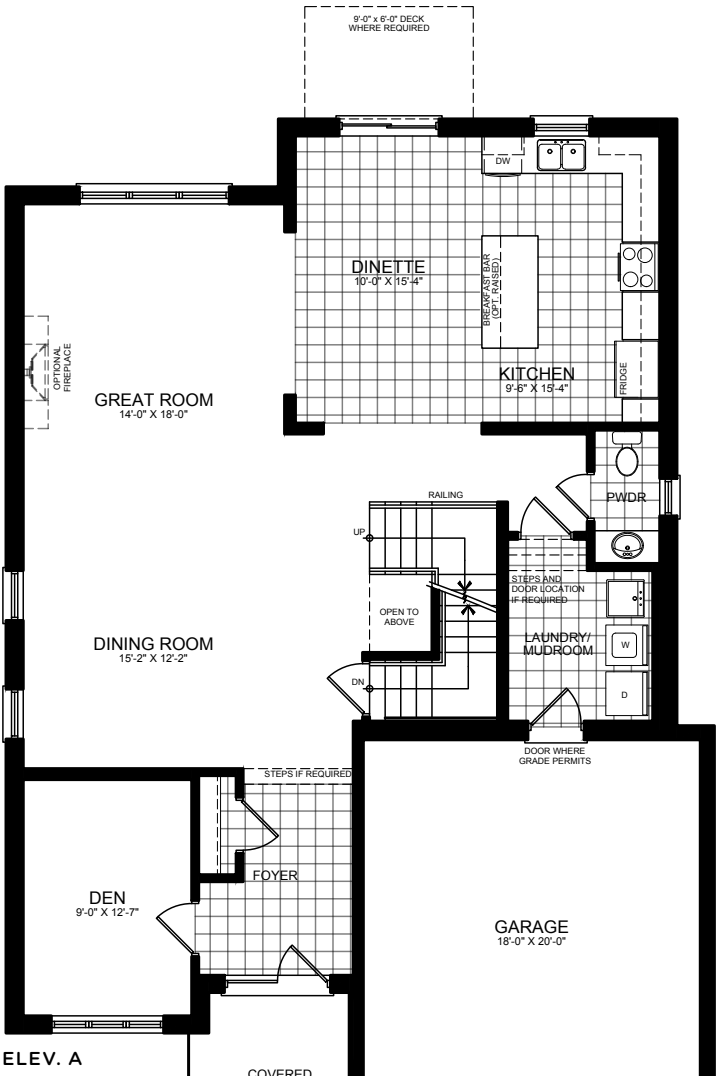 9'-0" x 6'-0" DECK
WHERE REQUIRED
DW
DINETTE
10'-0" X 15'-4"
BREAKFAST BAR
(OPT. RAISED)
KITCHEN
9'-6" X 15'-4"
FRIDGE
OPTIONAL
FIREPLACE
GREAT ROOM
14'-0" X 18'-0"
RAILING
PWDR
UP
STEPS AND
DOOR LOCATION
IF REQUIRED
OPEN TO
ABOVE
DINING ROOM
15'-2" X 12'-2"
LAUNDRY/
MUDROOM
W
DN
D
DOOR WHERE
GRADE PERMITS
STEPS IF REQUIRED
FOYER
DEN
9'-0" X 12'-7"
GARAGE
18'-0" X 20'-0"
ELEV. A
COVERED